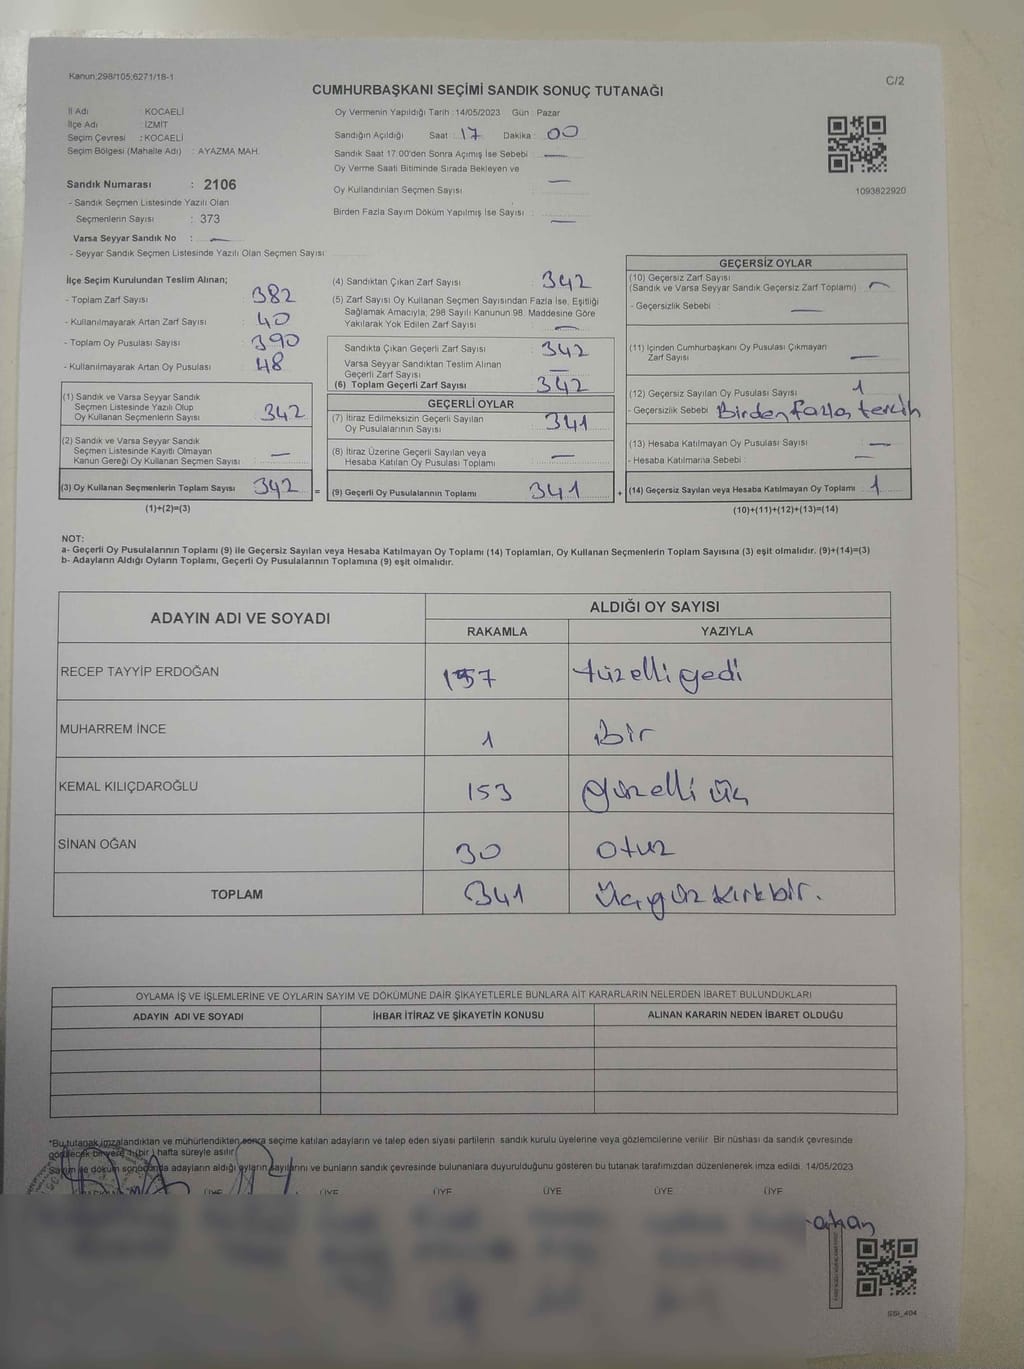 Kanun;298/105;6271/18-1
C/2
CUMHURBAŞKANI SEÇİMİ SANDIK SONUÇ TUTANAĞI
İl Adı : KOCAELİ
İlçe Adı : İZMİT
Seçim Çevresi : KOCAELİ
Seçim Bölgesi (Mahalle Adı) : AYAZMA MAH.
Sandık Numarası : 2106
- Sandık Seçmen Listesinde Yazılı Olan
Seçmenlerin Sayısı : 373
Varsa Seyyar Sandık No : —
- Seyyar Sandık Seçmen Listesinde Yazılı Olan Seçmen Sayısı
Oy Vermenin Yapıldığı Tarih : 14/05/2023 Gün : Pazar
Sandığın Açıldığı Saat : 17 Dakika : 00
Sandık Saat 17:00'den Sonra Açımış İse Sebebi —
Oy Verme Saati Bitiminde Sırada Bekleyen ve
Oy Kullandırılan Seçmen Sayısı —
Birden Fazla Sayım Döküm Yapılmış İse Sayısı : —
1093822920
İlçe Seçim Kurulundan Teslim Alınan;
- Toplam Zarf Sayısı 382
- Kullanılmayarak Artan Zarf Sayısı : 40
- Toplam Oy Pusulası Sayısı : 390
- Kullanılmayarak Artan Oy Pusulası 48
(1) Sandık ve Varsa Seyyar Sandık
Seçmen Listesinde Yazılı Olup
Oy Kullanan Seçmenlerin Sayısı 342
(2) Sandık ve Varsa Seyyar Sandık
Seçmen Listesinde Kayıtlı Olmayan
Kanun Gereği Oy Kullanan Seçmen Sayısı —
(3) Oy Kullanan Seçmenlerin Toplam Sayısı 342 =
(1)+(2)=(3)
(4) Sandıktan Çıkan Zarf Sayısı 342
(5) Zarf Sayısı Oy Kullanan Seçmen Sayısından Fazla İse, Eşitliği
Sağlamak Amacıyla; 298 Sayılı Kanunun 98. Maddesine Göre
Yakılarak Yok Edilen Zarf Sayısı —
Sandıkta Çıkan Geçerli Zarf Sayısı 342
Varsa Seyyar Sandıktan Teslim Alınan
Geçerli Zarf Sayısı —
(6) Toplam Geçerli Zarf Sayısı 342
GEÇERLİ OYLAR
(7) İtiraz Edilmeksizin Geçerli Sayılan
Oy Pusulalarının Sayısı 341
(8) İtiraz Üzerine Geçerli Sayılan veya
Hesaba Katılan Oy Pusulası Toplamı —
(9) Geçerli Oy Pusulalarının Toplamı 341 +
GEÇERSİZ OYLAR
(10) Geçersiz Zarf Sayısı
(Sandık ve Varsa Seyyar Sandık Geçersiz Zarf Toplamı) —
- Geçersizlik Sebebi : —
(11) İçinden Cumhurbaşkanı Oy Pusulası Çıkmayan
Zarf Sayısı —
(12) Geçersiz Sayılan Oy Pusulası Sayısı 1
- Geçersizlik Sebebi Birden fazla tercih
(13) Hesaba Katılmayan Oy Pusulası Sayısı —
- Hesaba Katılmama Sebebi : —
(14) Geçersiz Sayılan veya Hesaba Katılmayan Oy Toplamı 1
(10)+(11)+(12)+(13)=(14)
NOT:
a- Geçerli Oy Pusulalarının Toplamı (9) ile Geçersiz Sayılan veya Hesaba Katılmayan Oy Toplamı (14) Toplamları, Oy Kullanan Seçmenlerin Toplam Sayısına (3) eşit olmalıdır. (9)+(14)=(3)
b- Adayların Aldığı Oyların Toplamı, Geçerli Oy Pusulalarının Toplamına (9) eşit olmalıdır.
ADAYIN ADI VE SOYADI ALDIĞI OY SAYISI
RAKAMLA YAZIYLA
RECEP TAYYİP ERDOĞAN 157 yüzelli yedi
MUHARREM İNCE 1 bir
KEMAL KILIÇDAROĞLU 153 yüzelli üç
SİNAN OĞAN 30 otuz
TOPLAM 341 üçyüz kırkbir.
OYLAMA İŞ VE İŞLEMLERİNE VE OYLARIN SAYIM VE DÖKÜMÜNE DAİR ŞİKAYETLERLE BUNLARA AİT KARARLARIN NELERDEN İBARET BULUNDUKLARI
ADAYIN ADI VE SOYADI İHBAR İTİRAZ VE ŞİKAYETİN KONUSU ALINAN KARARIN NEDEN İBARET OLDUĞU
*Bu tutanak imzalandıktan ve mühürlendikten sonra seçime katılan adayların ve talep eden siyasi partilerin sandık kurulu üyelerine veya gözlemcilerine verilir. Bir nüshası da sandık çevresinde
görülecek bir yere 1 (bir) hafta süreyle asılır.
Sayım ve döküm sonucunda adayların aldığı oyların sayılarını ve bunların sandık çevresinde bulunanlara duyurulduğunu gösteren bu tutanak tarafımızdan düzenlenerek imza edildi. 14/05/2023
BAŞKAN ÜYE ÜYE ÜYE ÜYE ÜYE ÜYE
SSİ_404